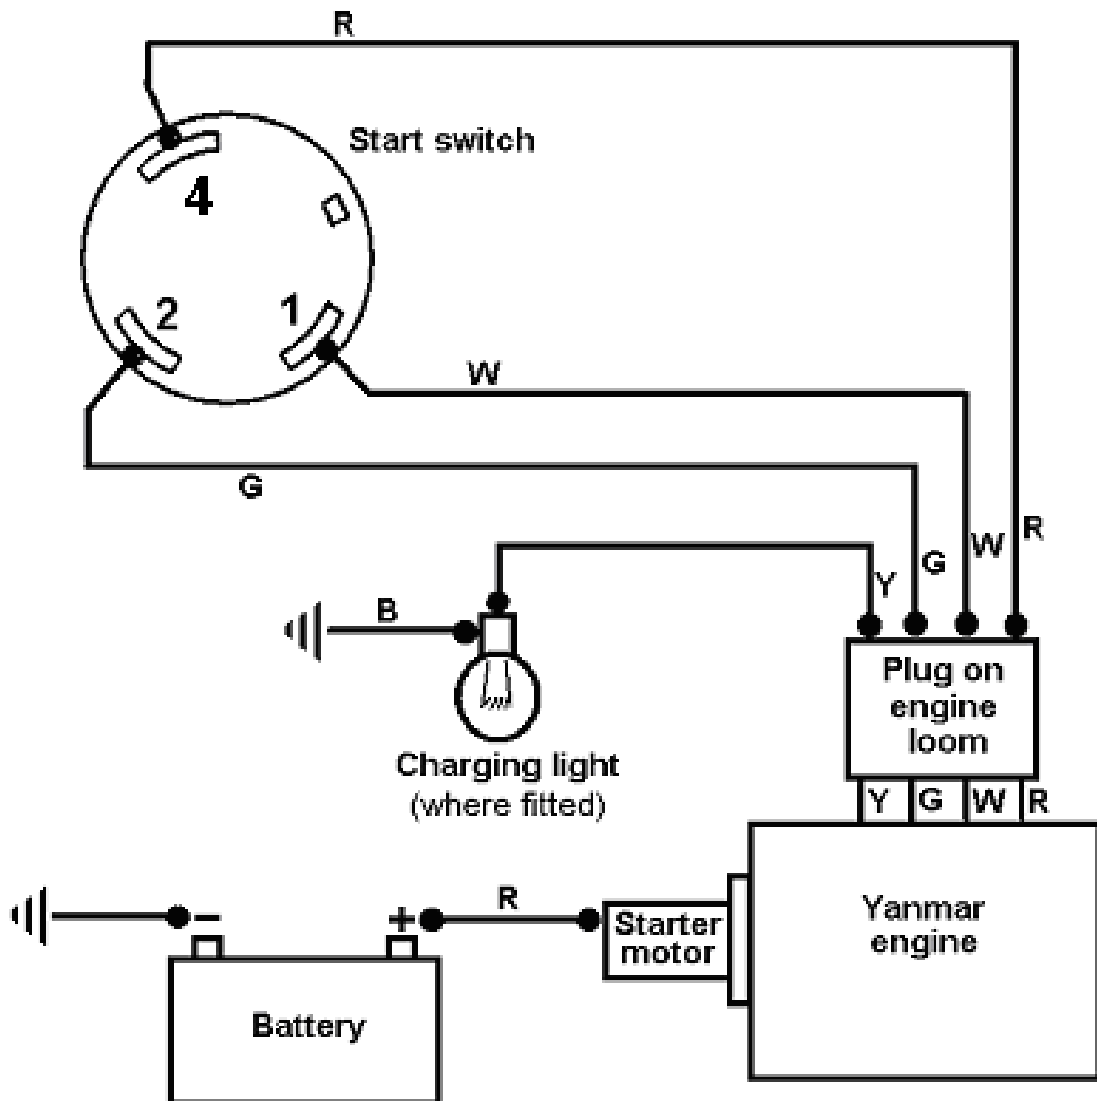 R
Start switch
4
2
1
W
G
R
W
G
Y
B
Plug on
engine
loom
Charging light
(where fitted)
Y G W R
R
− +
Starter
motor
Yanmar
engine
Battery